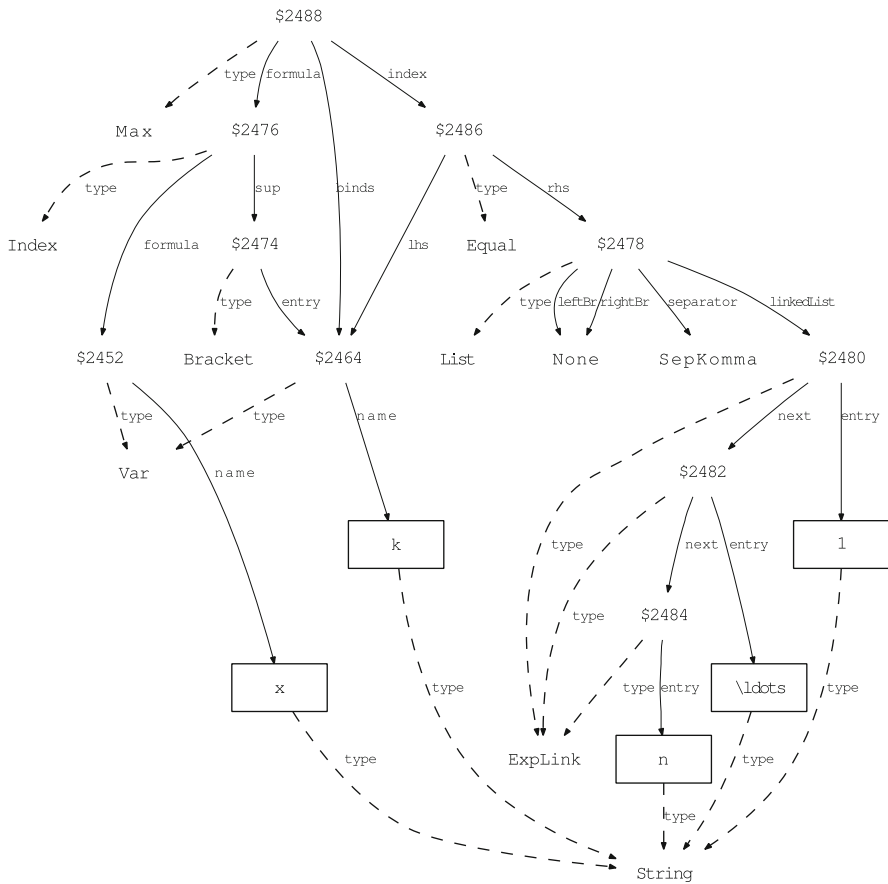 $2488
type formula index
Max $2476 $2486
type sup binds type rhs
Index formula $2474 lhs Equal $2478
type entry type leftBr rightBr separator linkedList
$2452 Bracket $2464 List None SepKomma $2480
type type name next entry
Var name $2482
k type next entry 1
type $2484
x type type entry \ldots type
type ExpLink n type
type
String